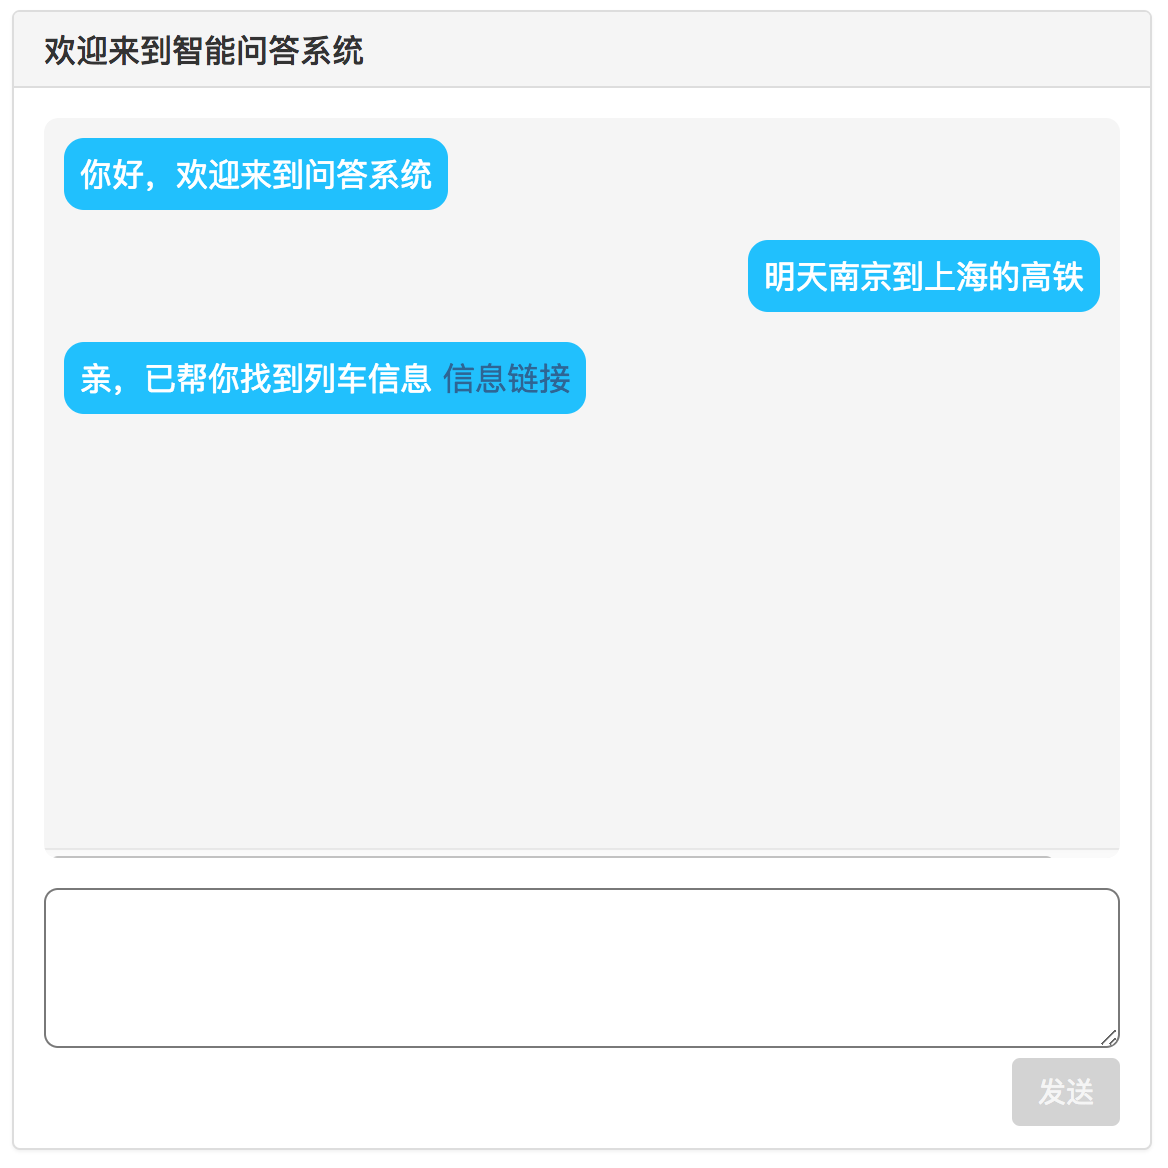 欢迎来到智能问答系统
你好，欢迎来到问答系统
明天南京到上海的高铁
亲，已帮你找到列车信息 信息链接
发送